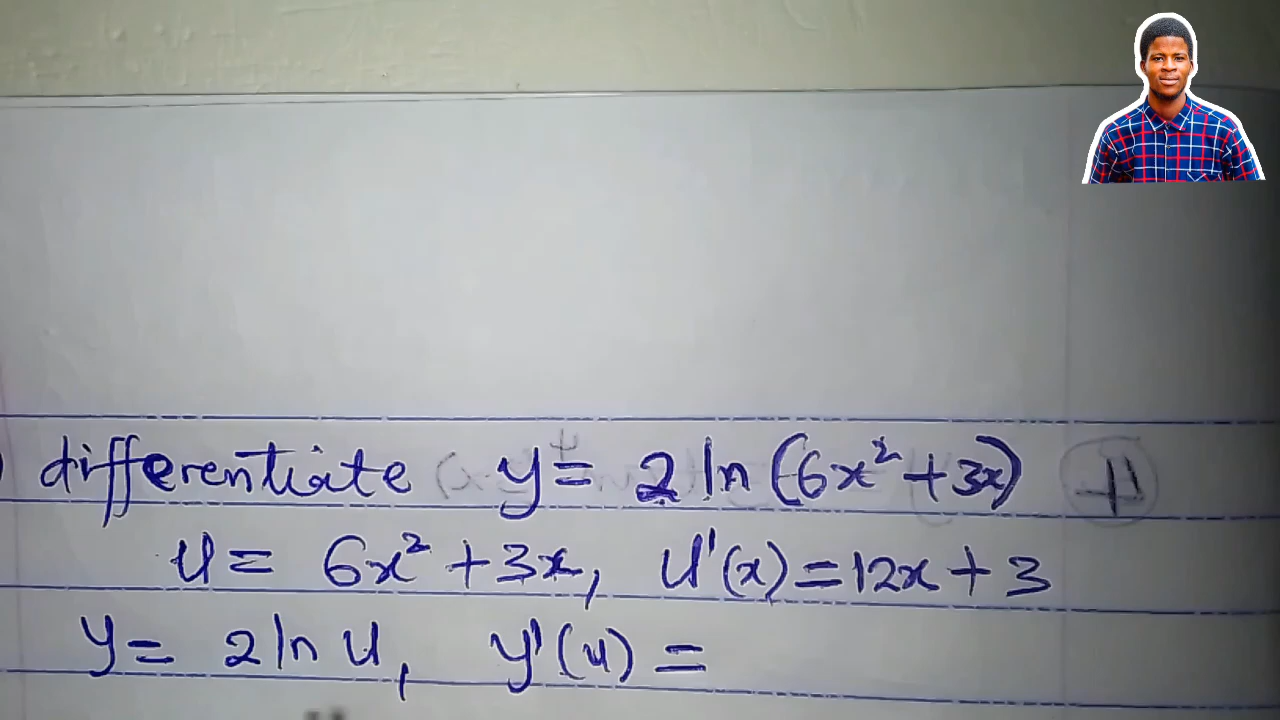 differentiate y = 2 ln (6x² + 3x)
u = 6x² + 3x, u'(x) = 12x + 3
y = 2 ln u, y'(u) =